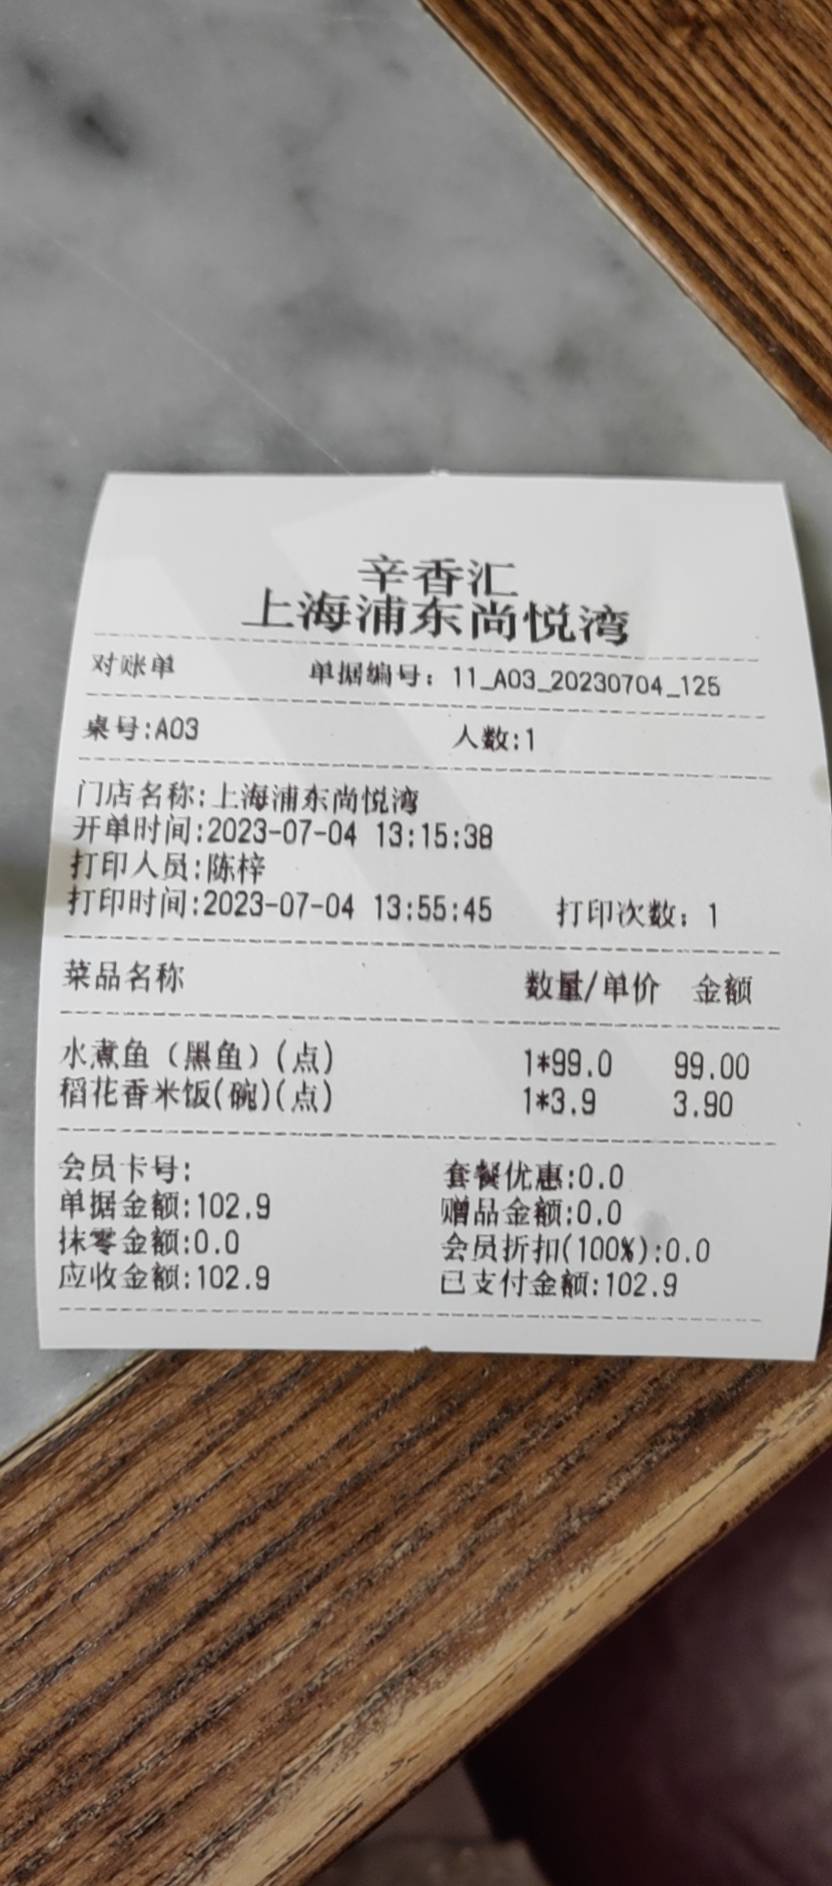 辛香汇
上海浦东尚悦湾
对账单 单据编号：11_A03_20230704_125
桌号:A03 人数:1
门店名称:上海浦东尚悦湾
开单时间:2023-07-04 13:15:38
打印人员:陈梓
打印时间:2023-07-04 13:55:45 打印次数：1
菜品名称 数量/单价 金额
水煮鱼（黑鱼）(点) 1*99.0 99.00
稻花香米饭(碗)(点) 1*3.9 3.90
会员卡号: 套餐优惠:0.0
单据金额:102.9 赠品金额:0.0
抹零金额:0.0 会员折扣(100%):0.0
应收金额:102.9 已支付金额:102.9